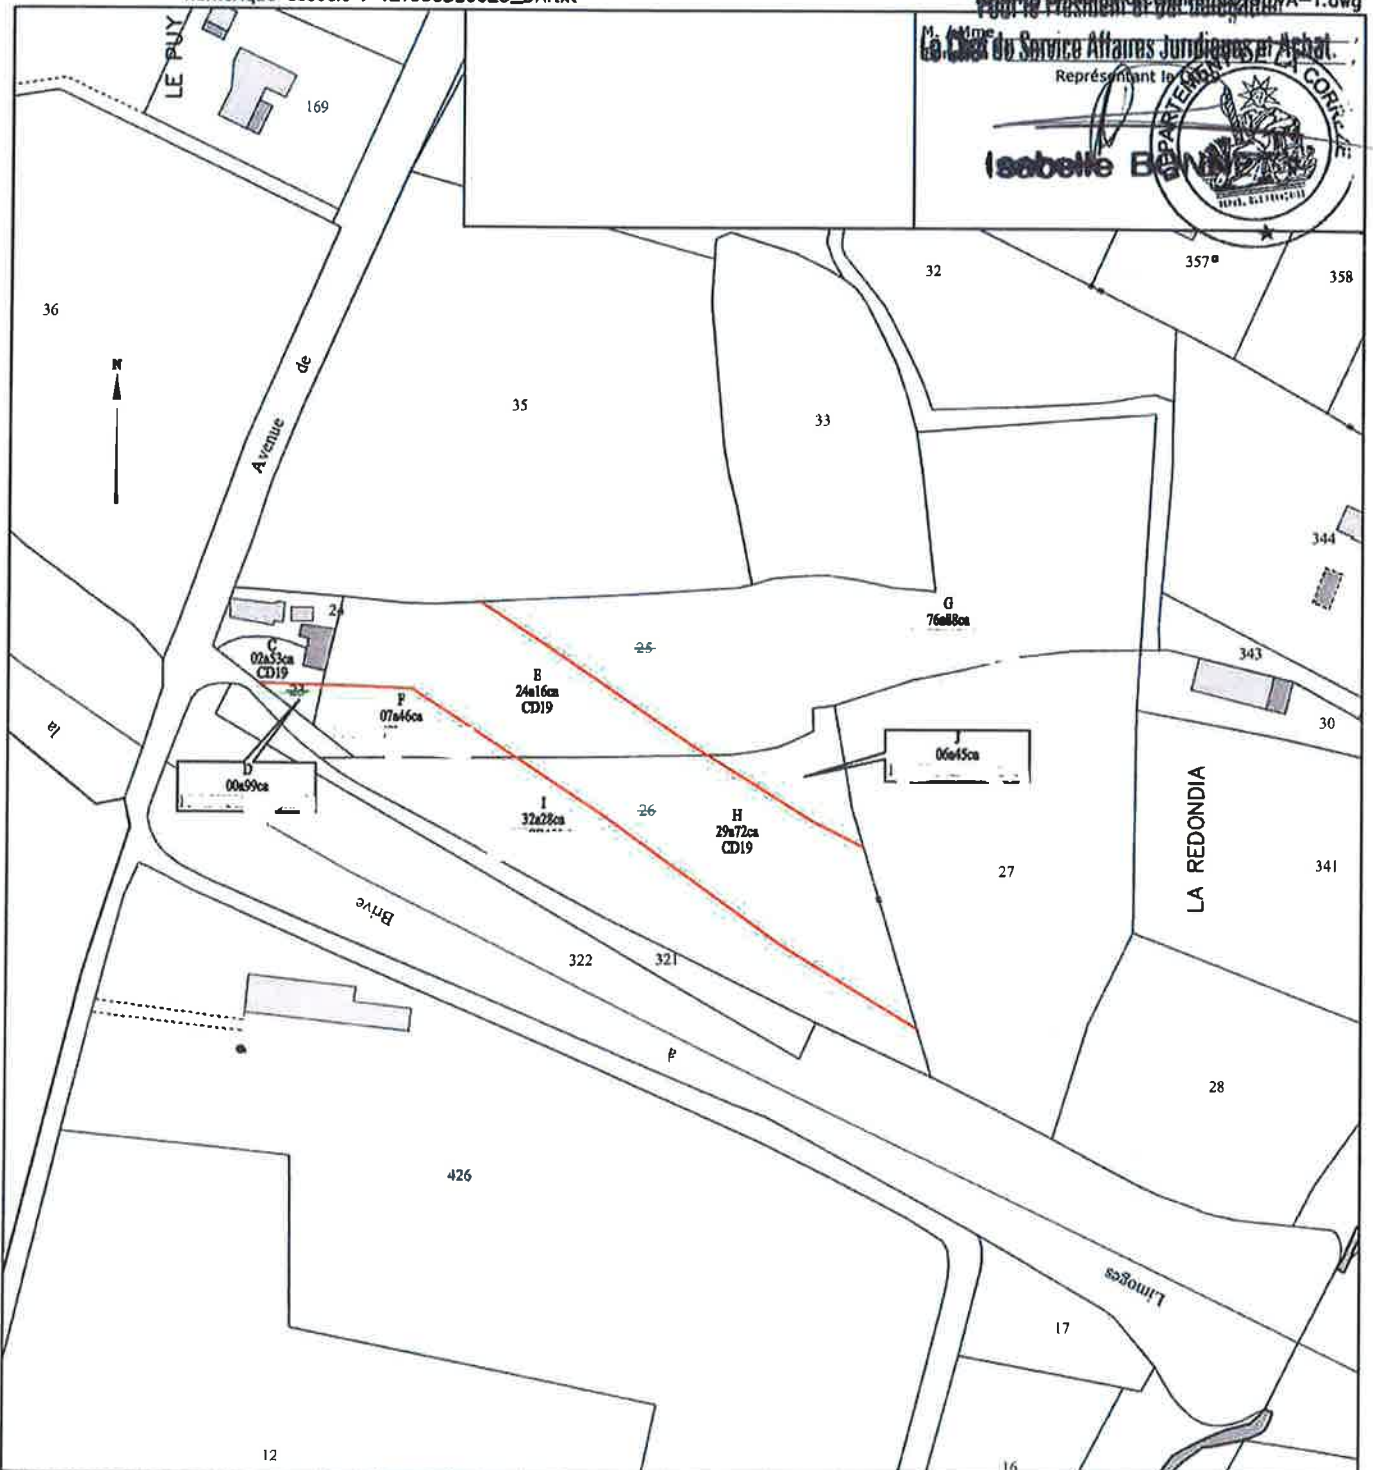 LE PUY
169
Le Chef du Service Affaires Juridiques et Achat.
Représentant le
Isabelle
DEPARTEMENT DE LA CORREZE
36
N
Avenue de
35
33
32
357
358
344
343
30
G
76a88ca
24
25
C
02a53ca
CD19
23
E
24a16ca
CD19
F
07a46ca
D
00a99ca
J
06a45ca
I
32a28ca
26
H
29a72ca
CD19
27
LA REDONDIA
341
la
Brive
322
321
à
28
426
Limoges
17
12
16